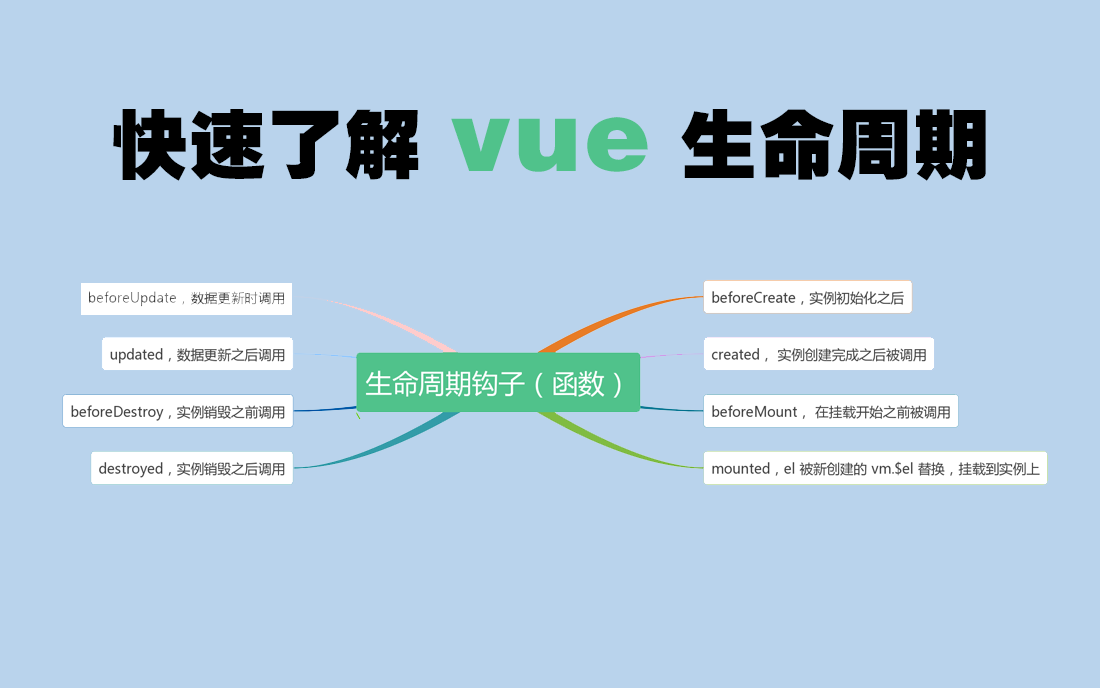 快速了解 vue 生命周期
beforeUpdate，数据更新时调用
updated，数据更新之后调用
beforeDestroy，实例销毁之前调用
destroyed，实例销毁之后调用
生命周期钩子（函数）
beforeCreate，实例初始化之后
created， 实例创建完成之后被调用
beforeMount， 在挂载开始之前被调用
mounted，el 被新创建的 vm.$el 替换，挂载到实例上